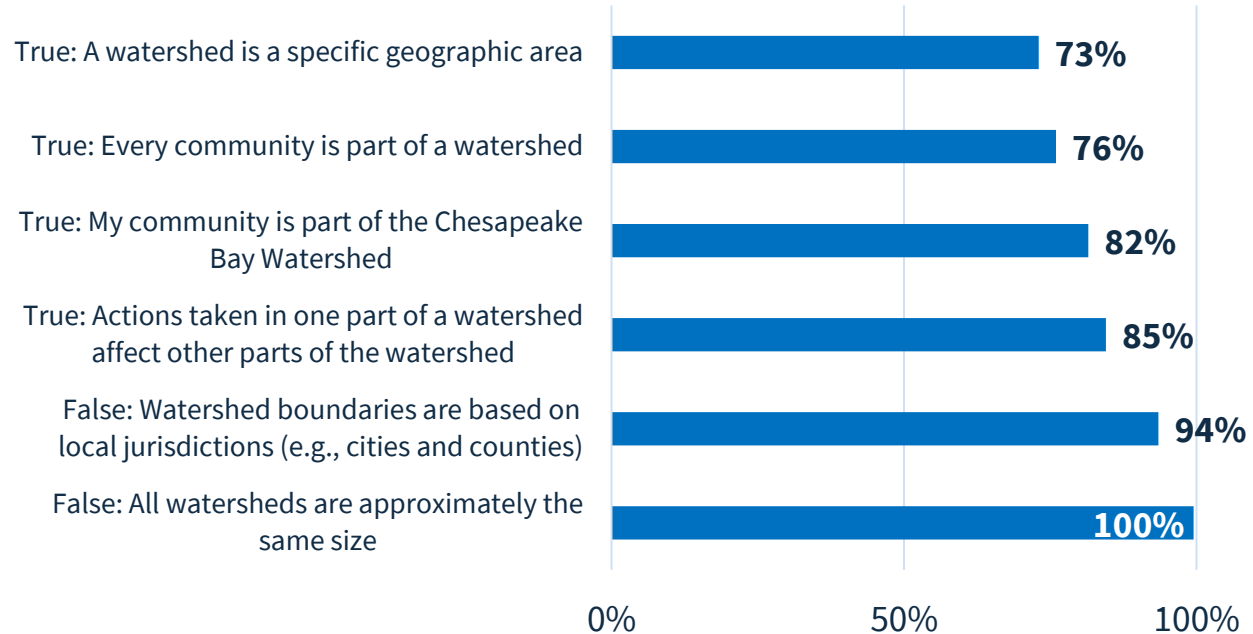 True: A watershed is a specific geographic area
73%
True: Every community is part of a watershed
76%
True: My community is part of the Chesapeake
Bay Watershed
82%
True: Actions taken in one part of a watershed
affect other parts of the watershed
85%
False: Watershed boundaries are based on
local jurisdictions (e.g., cities and counties)
94%
False: All watersheds are approximately the
same size
100%
0% 50% 100%